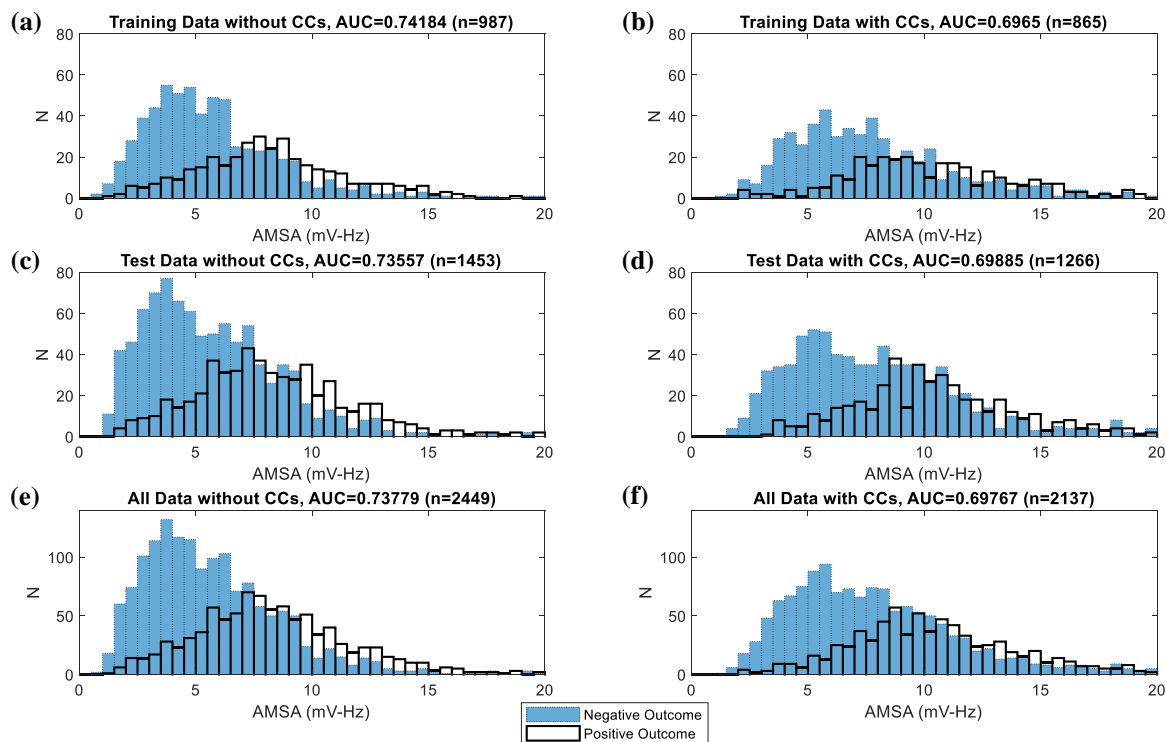 (a) Training Data without CCs, AUC=0.74184 (n=987)
80
60
40
20
0
N
0 5 10 15 20
AMSA (mV-Hz)
(b) Training Data with CCs, AUC=0.6965 (n=865)
80
60
40
20
0
N
0 5 10 15 20
AMSA (mV-Hz)
(c) Test Data without CCs, AUC=0.73557 (n=1453)
80
60
40
20
0
N
0 5 10 15 20
AMSA (mV-Hz)
(d) Test Data with CCs, AUC=0.69885 (n=1266)
80
60
40
20
0
N
0 5 10 15 20
AMSA (mV-Hz)
(e) All Data without CCs, AUC=0.73779 (n=2449)
100
50
0
N
0 5 10 15 20
AMSA (mV-Hz)
(f) All Data with CCs, AUC=0.69767 (n=2137)
100
50
0
N
0 5 10 15 20
AMSA (mV-Hz)
Negative Outcome
Positive Outcome